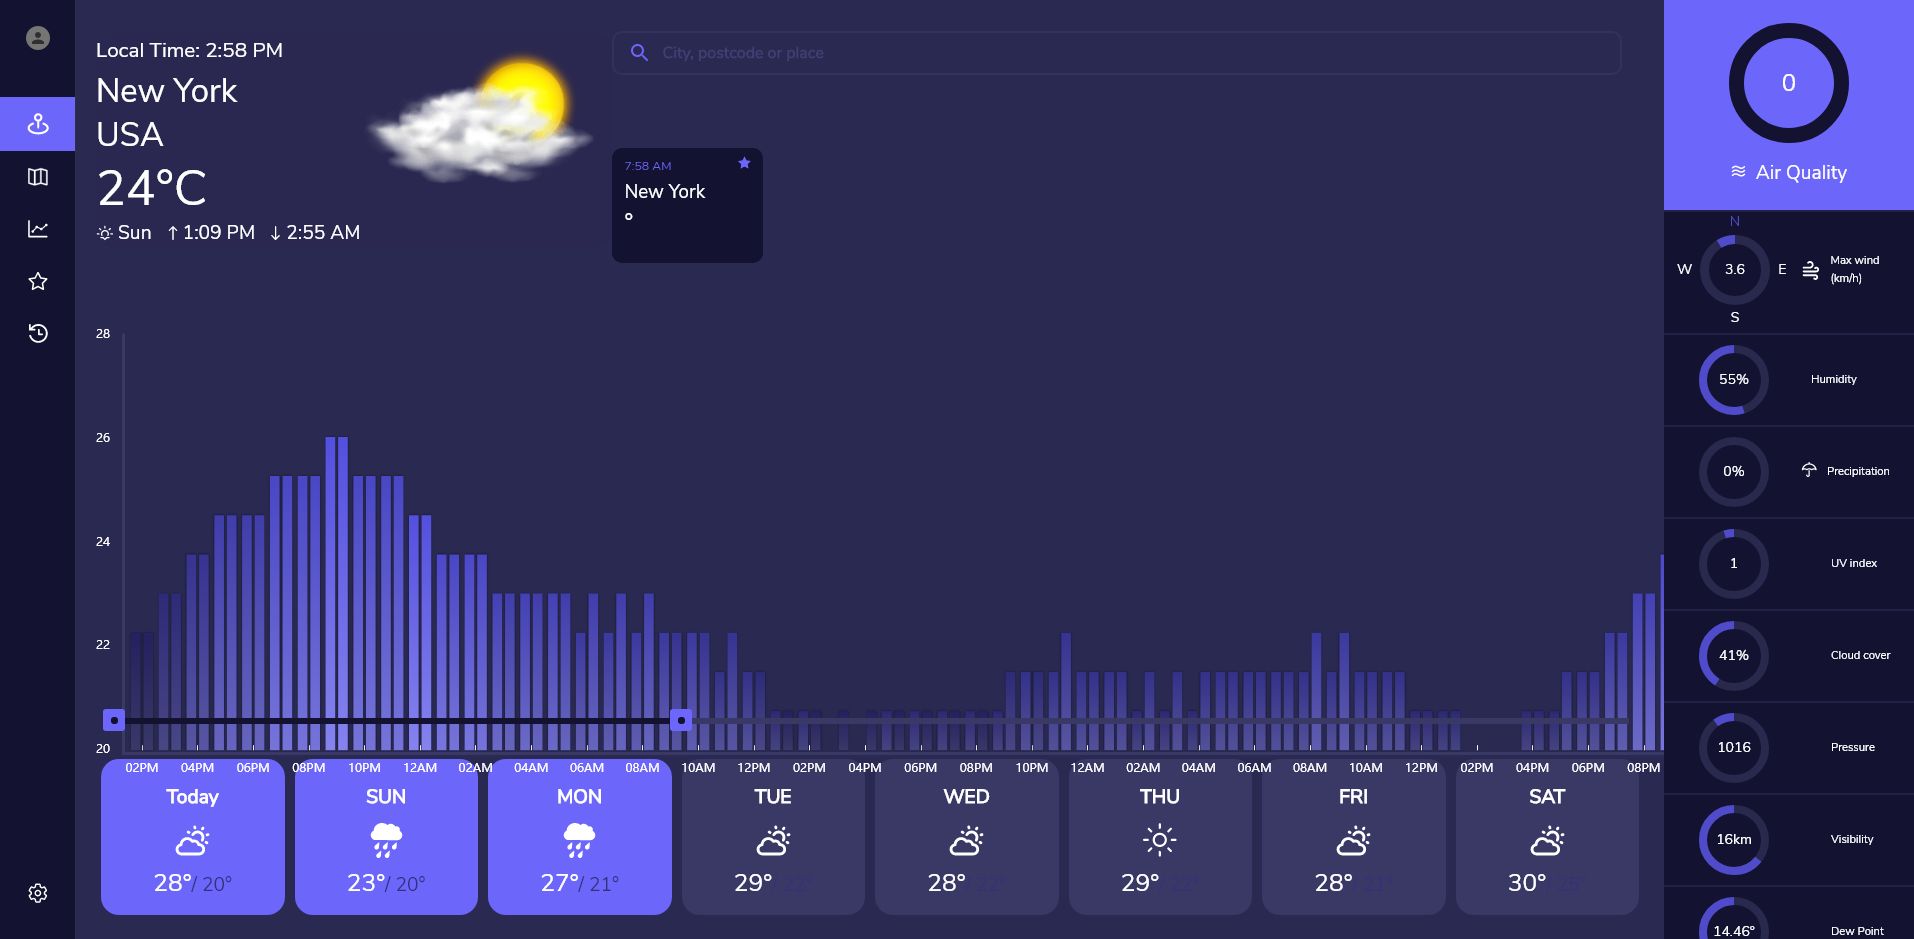 Local Time: 2:58 PM
New York
USA
24°C
Sun ↑ 1:09 PM ↓ 2:55 AM
City, postcode or place
7:58 AM
New York
°
28
26
24
22
20
02PM 04PM 06PM 08PM 10PM 12AM 02AM 04AM 06AM 08AM 10AM 12PM 02PM 04PM 06PM 08PM 10PM 12AM 02AM 04AM 06AM 08AM 10AM 12PM 02PM 04PM 06PM 08PM
Today
28°/ 20°
SUN
23°/ 20°
MON
27°/ 21°
TUE
29°/ 22°
WED
28°/ 22°
THU
29°/ 22°
FRI
28°/ 21°
SAT
30°/ 25°
0
Air Quality
N
W 3.6 E
S
Max wind
(km/h)
55% Humidity
0% Precipitation
1 UV index
41% Cloud cover
1016 Pressure
16km Visibility
14.46° Dew Point